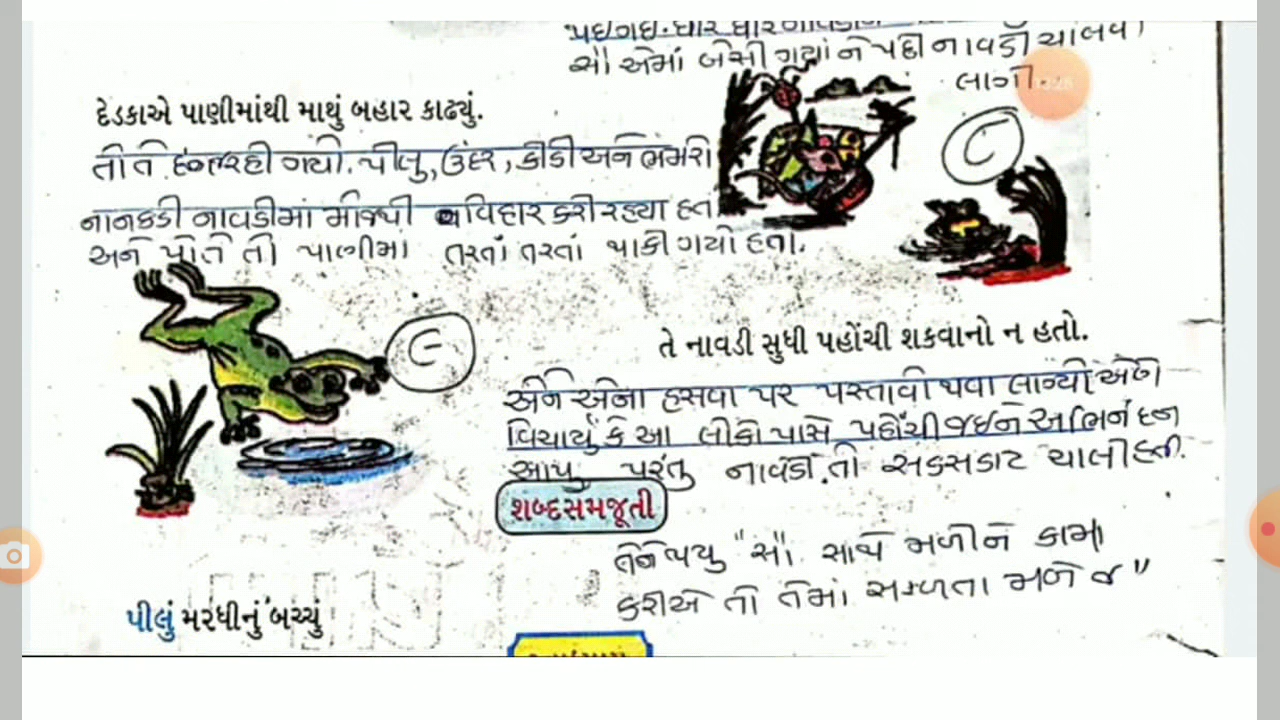 સૌ એમાં બેસી ગયાં ને પછી નાવડી ચાલવા
લાગી.
C
દેડકાએ પાણીમાંથી માથું બહાર કાઢ્યું.
તો તે દંગ રહી ગયો. પીલુ, ઉંદર, કીડી અને ભમરો
નાનકડી નાવડીમાં મોજથી વિહાર કરી રહ્યા હતા
અને પોતે તો પાણીમા તરતાં તરતાં થાકી ગયો હતો.
તે નાવડી સુધી પહોંચી શકવાનો ન હતો.
એને એના હસવા પર પસ્તાવો થવા લાગ્યો એણે
વિચાર્યું કે આ લોકો પાસે પહોંચી જઈને અભિનંદન
આપુ પરંતુ નાવડી તો સડસડાટ ચાલી હતી.
શબ્દસમજૂતી
તેને થયુ "સૌ સાથે મળીને કામ
કરીએ તો તેમાં સફળતા મળે જ"
પીલું મરઘીનું બચ્ચું